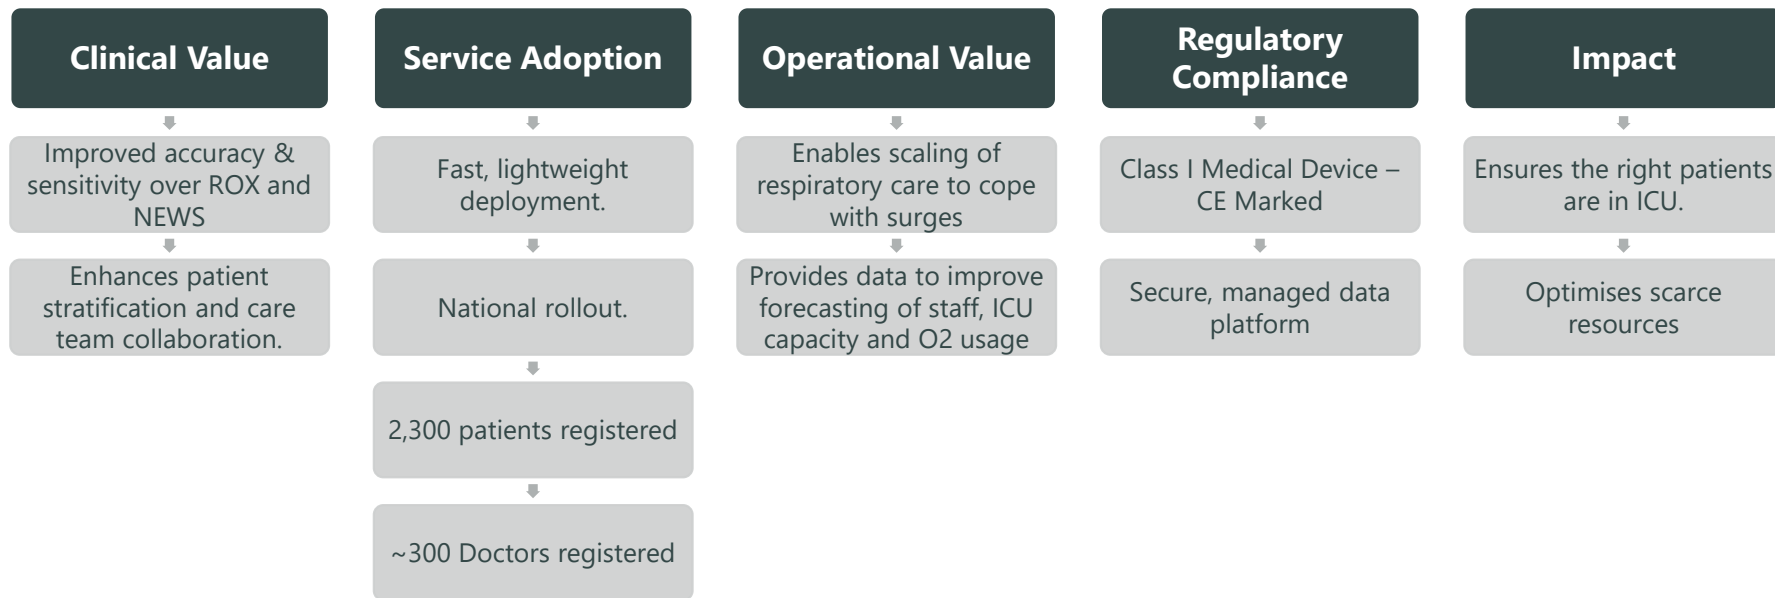 Clinical Value
Improved accuracy &
sensitivity over ROX and
NEWS
Enhances patient
stratification and care
team collaboration.
Service Adoption
Fast, lightweight
deployment.
National rollout.
2,300 patients registered
~300 Doctors registered
Operational Value
Enables scaling of
respiratory care to cope
with surges
Provides data to improve
forecasting of staff, ICU
capacity and O2 usage
Regulatory
Compliance
Class I Medical Device –
CE Marked
Secure, managed data
platform
Impact
Ensures the right patients
are in ICU.
Optimises scarce
resources